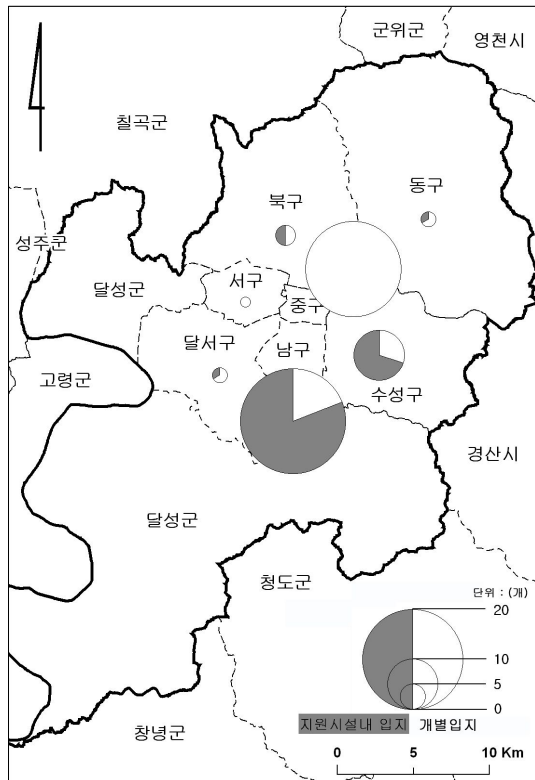 군위군
영천시
칠곡군
동구
북구
성주군
서구
달성군
중구
달서구
남구
고령군
수성구
경산시
달성군
청도군
단위 : (개)
20
10
5
0
지원시설내 입지 개별입지
창녕군
0 5 10 Km